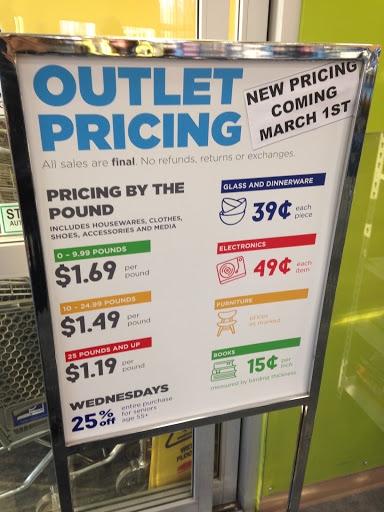 OUTLET
PRICING
NEW PRICING
COMING
MARCH 1ST
All sales are final. No refunds, returns or exchanges.
PRICING BY THE
POUND
INCLUDES HOUSEWARES, CLOTHES,
SHOES, ACCESSORIES AND MEDIA
0 - 9.99 POUNDS
$1.69 per
pound
10 - 24.99 POUNDS
$1.49 per
pound
25 POUNDS AND UP
$1.19 per
pound
WEDNESDAYS
25% off
entire purchase
for seniors
age 55+
GLASS AND DINNERWARE
39¢ each
piece
ELECTRONICS
49¢ each
item
FURNITURE
prices
as marked
BOOKS
15¢ per
inch
measured by binding thickness